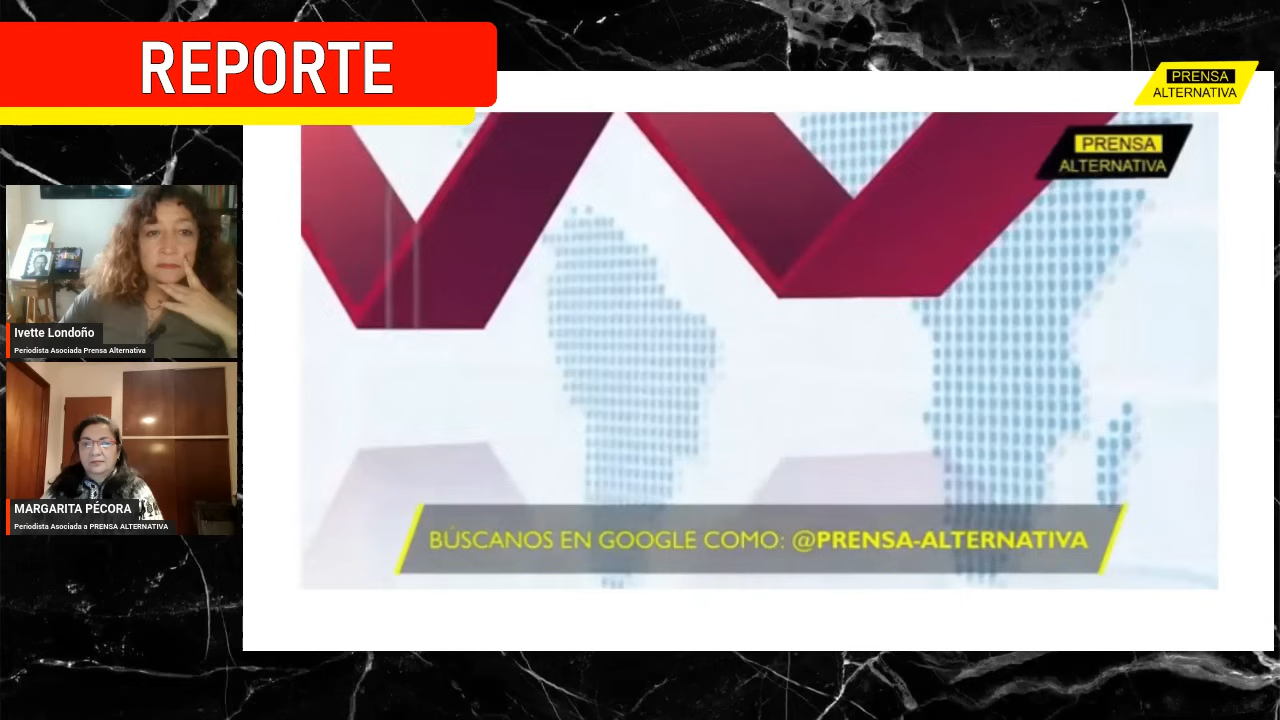 REPORTE
PRENSA
ALTERNATIVA
PRENSA
ALTERNATIVA
Ivette Londoño
Periodista Asociada Prensa Alternativa
MARGARITA PÉCORA
Periodista Asociada a PRENSA ALTERNATIVA
BÚSCANOS EN GOOGLE COMO: @PRENSA-ALTERNATIVA